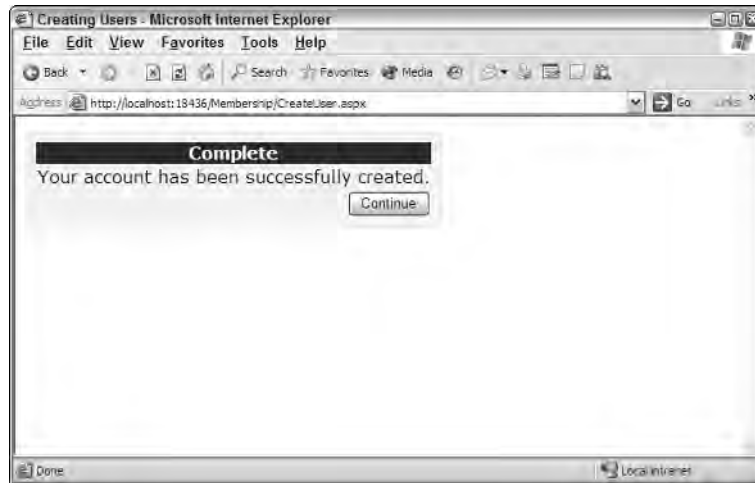 Creating Users - Microsoft Internet Explorer
File Edit View Favorites Tools Help
Back Search Favorites Media
Address http://localhost:18436/Membership/CreateUser.aspx Go Links »
Complete
Your account has been successfully created.
Continue
Done Local intranet